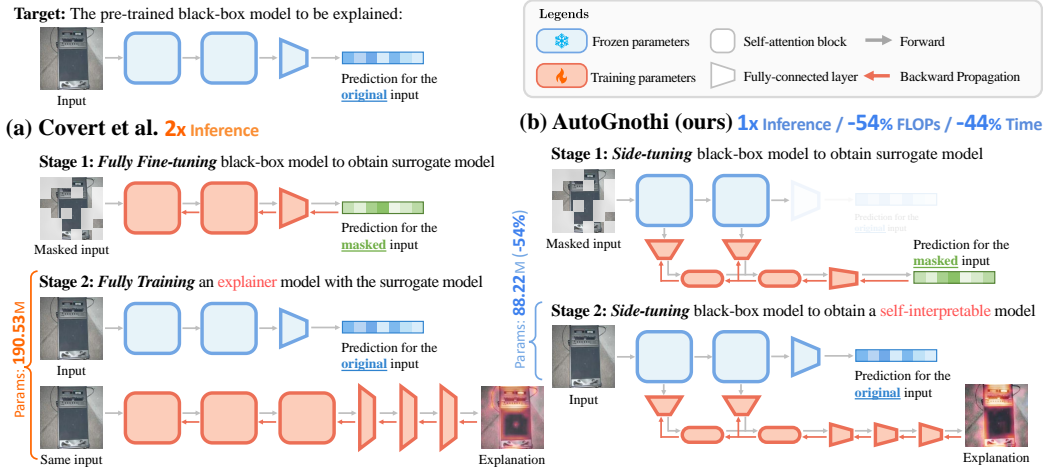 Target: The pre-trained black-box model to be explained:
Input
Prediction for the
original input
Legends
Frozen parameters
Self-attention block
Forward
Training parameters
Fully-connected layer
Backward Propagation
(a) Covert et al. 2x Inference
Stage 1: Fully Fine-tuning black-box model to obtain surrogate model
Masked input
Prediction for the
masked input
Stage 2: Fully Training an explainer model with the surrogate model
Params: 190.53M
Input
Prediction for the
original input
Same input
Explanation
(b) AutoGnothi (ours) 1x Inference / -54% FLOPs / -44% Time
Stage 1: Side-tuning black-box model to obtain surrogate model
Masked input
Prediction for the
original input
Prediction for the
masked input
Params: 88.22M (-54%)
Stage 2: Side-tuning black-box model to obtain a self-interpretable model
Input
Prediction for the
original input
Explanation